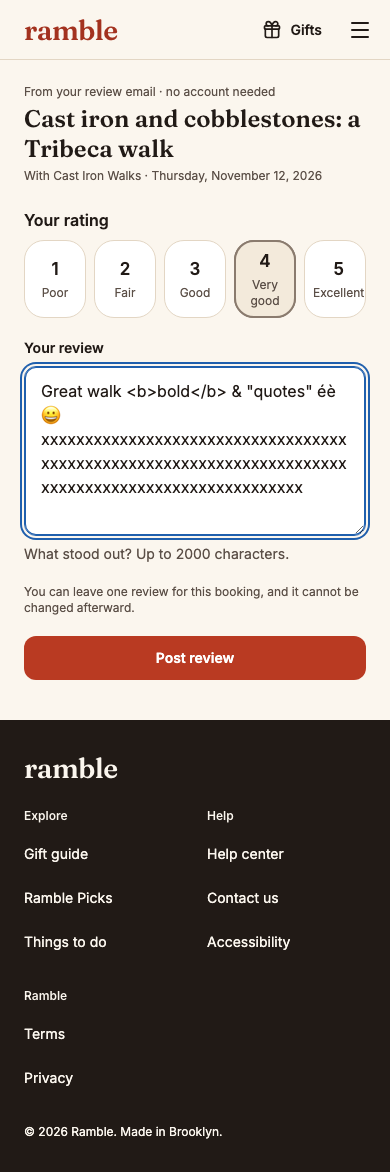 ramble
Gifts
From your review email · no account needed
Cast iron and cobblestones: a
Tribeca walk
With Cast Iron Walks · Thursday, November 12, 2026
Your rating
1
Poor
2
Fair
3
Good
4
Very
good
5
Excellent
Your review
Great walk <b>bold</b> & "quotes" éè
😀
xxxxxxxxxxxxxxxxxxxxxxxxxxxxxxxxxxx
xxxxxxxxxxxxxxxxxxxxxxxxxxxxxxxxxxx
xxxxxxxxxxxxxxxxxxxxxxxxxxxxxx
What stood out? Up to 2000 characters.
You can leave one review for this booking, and it cannot be
changed afterward.
Post review
ramble
Explore
Help
Gift guide
Help center
Ramble Picks
Contact us
Things to do
Accessibility
Ramble
Terms
Privacy
© 2026 Ramble. Made in Brooklyn.